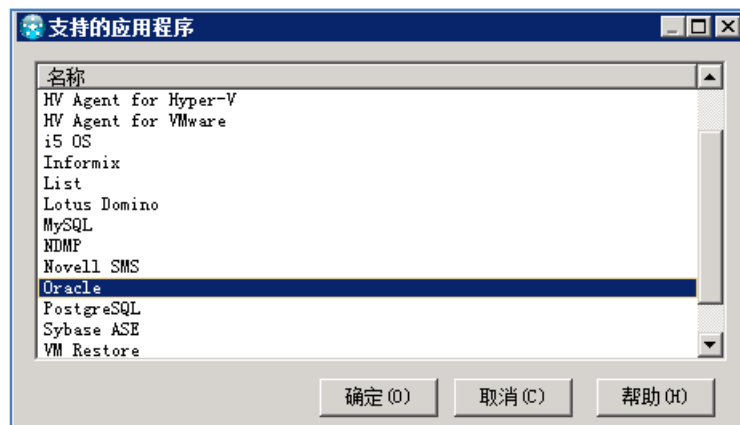 支持的应用程序
名称
HV Agent for Hyper-V
HV Agent for VMware
i5 OS
Informix
List
Lotus Domino
MySQL
NDMP
Novell SMS
Oracle
PostgreSQL
Sybase ASE
VM Restore
确定(O) 取消(C) 帮助(H)